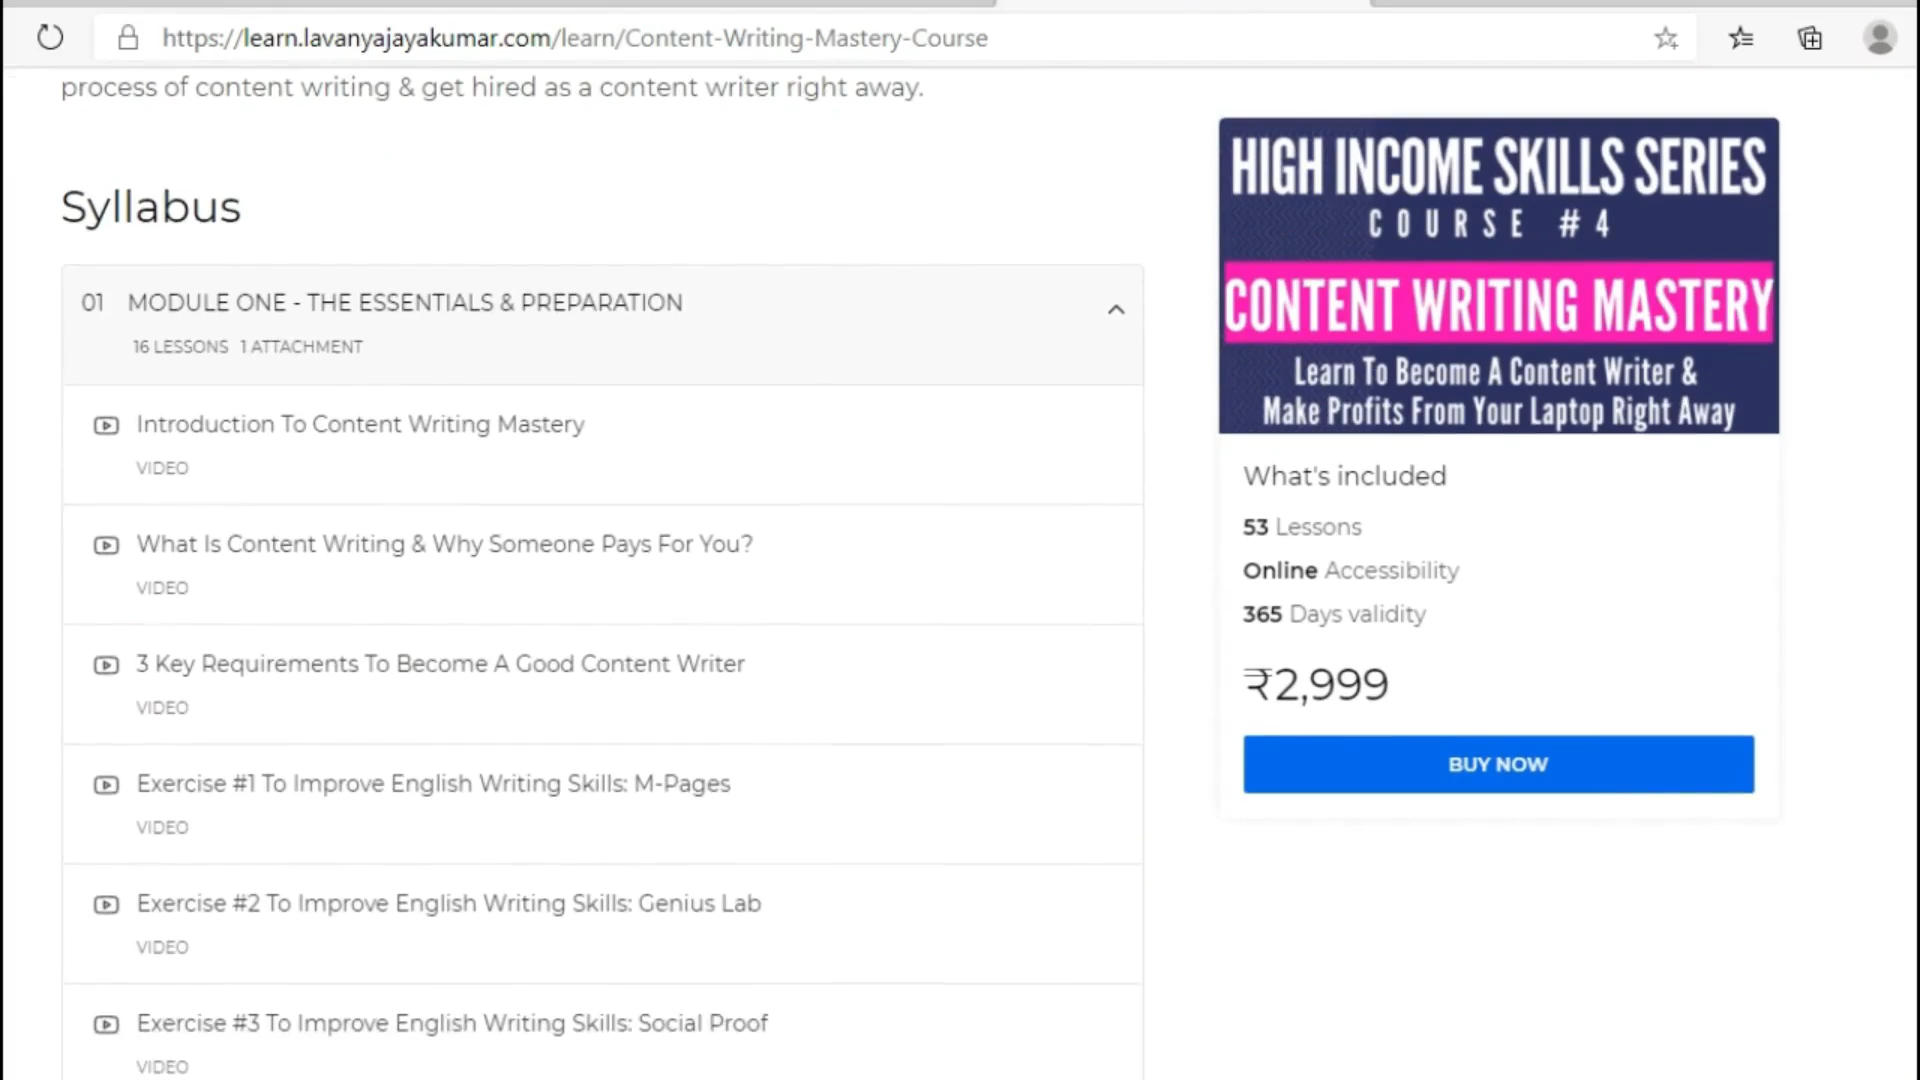 https://learn.lavanyajayakumar.com/learn/Content-Writing-Mastery-Course
process of content writing & get hired as a content writer right away.
Syllabus
01 MODULE ONE - THE ESSENTIALS & PREPARATION
16 LESSONS 1 ATTACHMENT
Introduction To Content Writing Mastery
VIDEO
What Is Content Writing & Why Someone Pays For You?
VIDEO
3 Key Requirements To Become A Good Content Writer
VIDEO
Exercise #1 To Improve English Writing Skills: M-Pages
VIDEO
Exercise #2 To Improve English Writing Skills: Genius Lab
VIDEO
Exercise #3 To Improve English Writing Skills: Social Proof
VIDEO
HIGH INCOME SKILLS SERIES
COURSE #4
CONTENT WRITING MASTERY
Learn To Become A Content Writer &
Make Profits From Your Laptop Right Away
What's included
53 Lessons
Online Accessibility
365 Days validity
₹2,999
BUY NOW